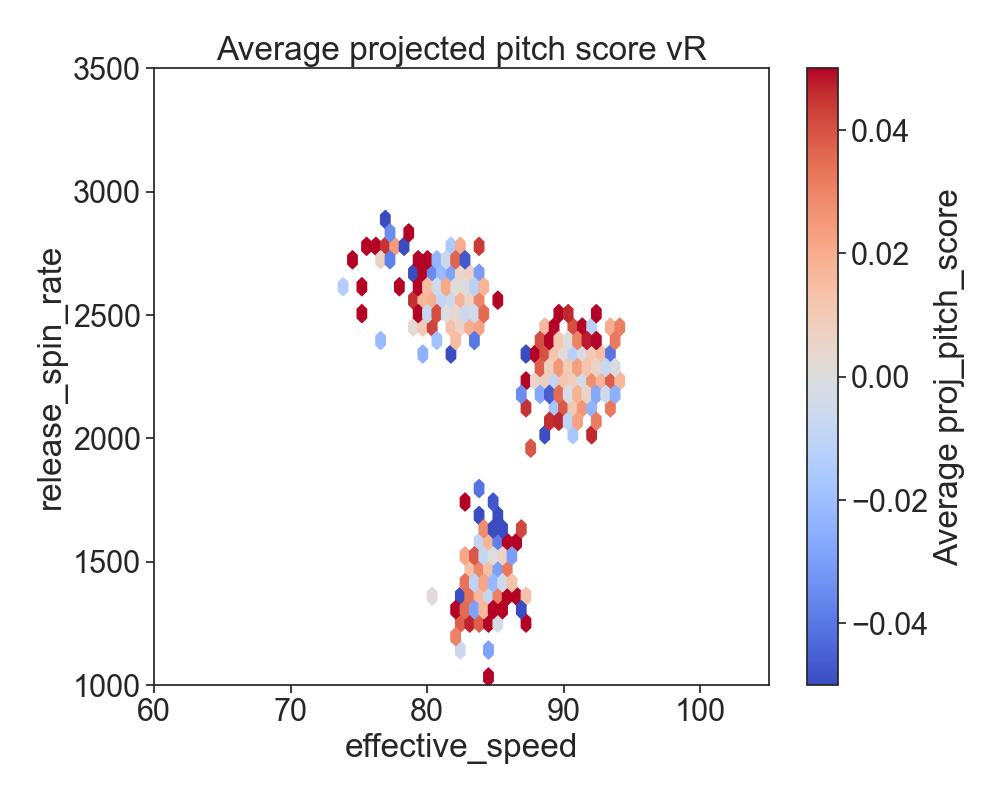 Average projected pitch score vR
3500
3000
2500
2000
1500
1000
release_spin_rate
60 70 80 90 100
effective_speed
0.04
0.02
0.00
−0.02
−0.04
Average proj_pitch_score